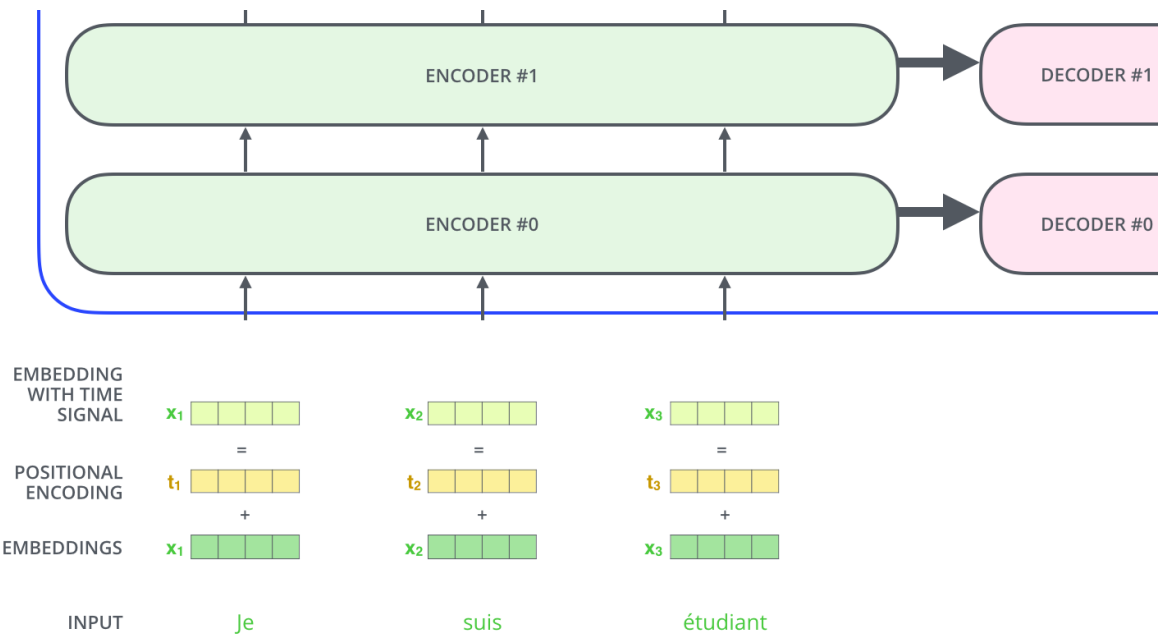 ENCODER #1
DECODER #1
ENCODER #0
DECODER #0
EMBEDDING
WITH TIME
SIGNAL
x₁
x₂
x₃
= = =
POSITIONAL
ENCODING
t₁
t₂
t₃
+ + +
EMBEDDINGS
x₁
x₂
x₃
INPUT
Je
suis
étudiant